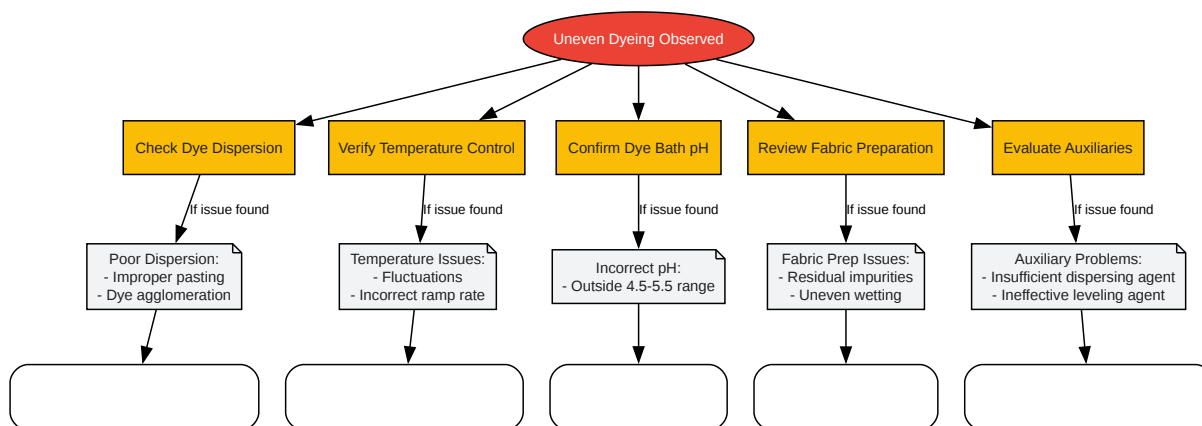 Uneven Dyeing Observed
Check Dye Dispersion
Verify Temperature Control
Confirm Dye Bath pH
Review Fabric Preparation
Evaluate Auxiliaries
If issue found
If issue found
If issue found
If issue found
If issue found
Poor Dispersion:
- Improper pasting
- Dye agglomeration
Temperature Issues:
- Fluctuations
- Incorrect ramp rate
Incorrect pH:
- Outside 4.5-5.5 range
Fabric Prep Issues:
- Residual impurities
- Uneven wetting
Auxiliary Problems:
- Insufficient dispersing agent
- Ineffective leveling agent